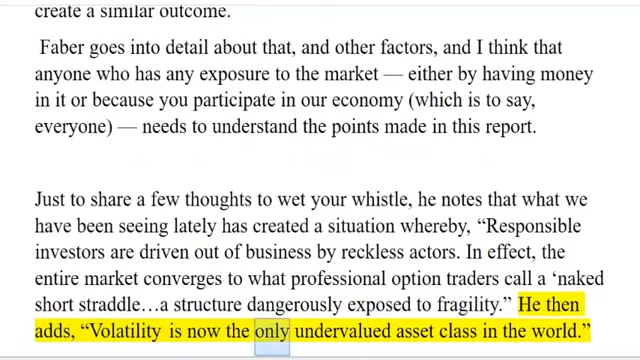 create a similar outcome.
Faber goes into detail about that, and other factors, and I think that
anyone who has any exposure to the market — either by having money
in it or because you participate in our economy (which is to say,
everyone) — needs to understand the points made in this report.
Just to share a few thoughts to wet your whistle, he notes that what we
have been seeing lately has created a situation whereby, “Responsible
investors are driven out of business by reckless actors. In effect, the
entire market converges to what professional option traders call a ‘naked
short straddle…a structure dangerously exposed to fragility.” He then
adds, “Volatility is now the only undervalued asset class in the world.”